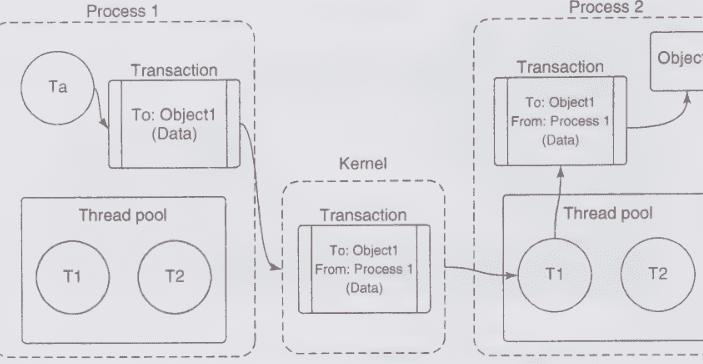 Process 1
Ta
Transaction
To: Object1
(Data)
Thread pool
T1
T2
Kernel
Transaction
To: Object1
From: Process 1
(Data)
Process 2
Transaction
To: Object1
From: Process 1
(Data)
Objec
Thread pool
T1
T2